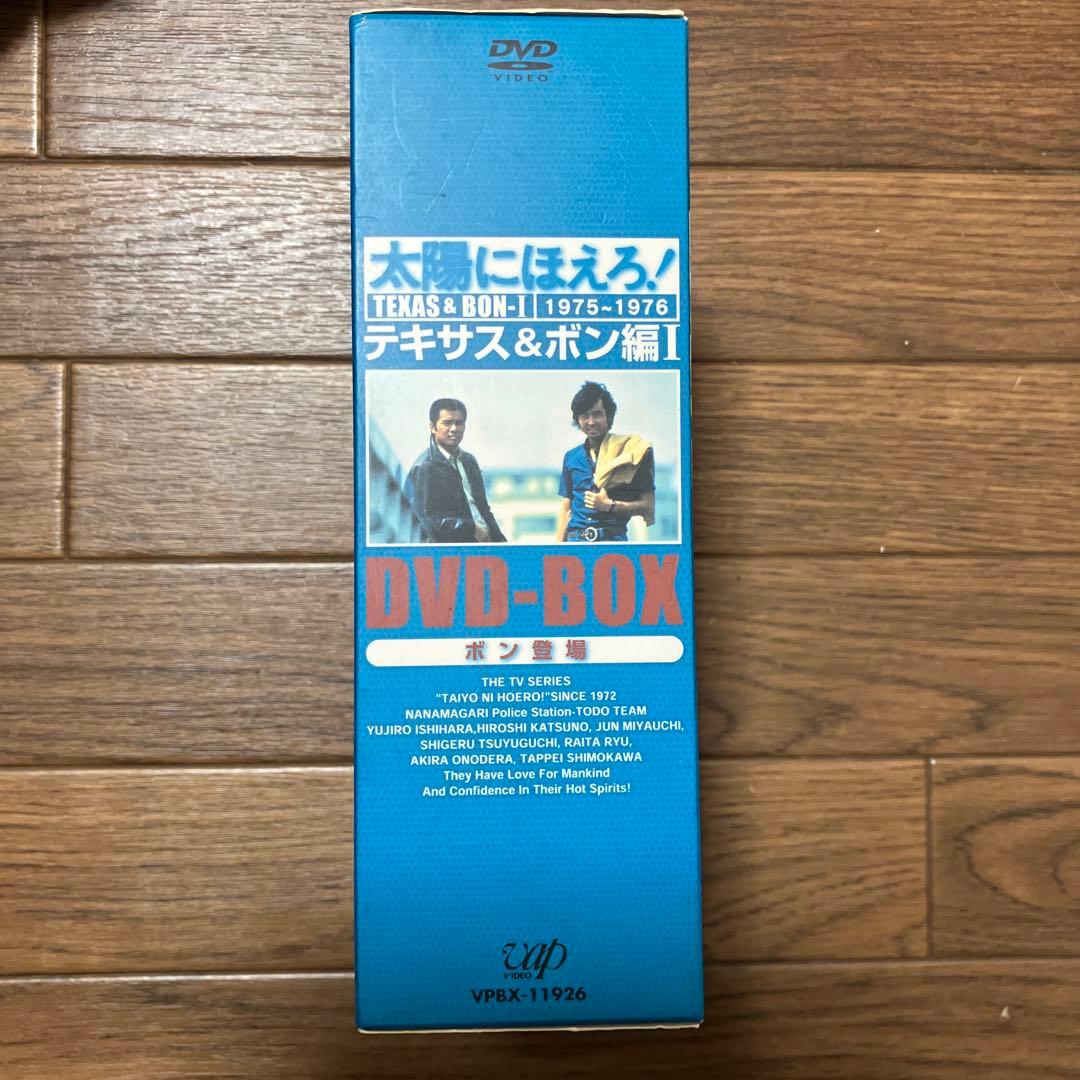 DVD
VIDEO
太陽にほえろ!
TEXAS & BON-I 1975~1976
テキサス&ボン編I
DVD-BOX
ボン登場
THE TV SERIES
"TAIYO NI HOERO!"SINCE 1972
NANAMAGARI Police Station-TODO TEAM
YUJIRO ISHIHARA,HIROSHI KATSUNO, JUN MIYAUCHI,
SHIGERU TSUYUGUCHI, RAITA RYU,
AKIRA ONODERA, TAPPEI SHIMOKAWA
They Have Love For Mankind
And Confidence In Their Hot Spirits!
vap
VIDEO
VPBX-11926